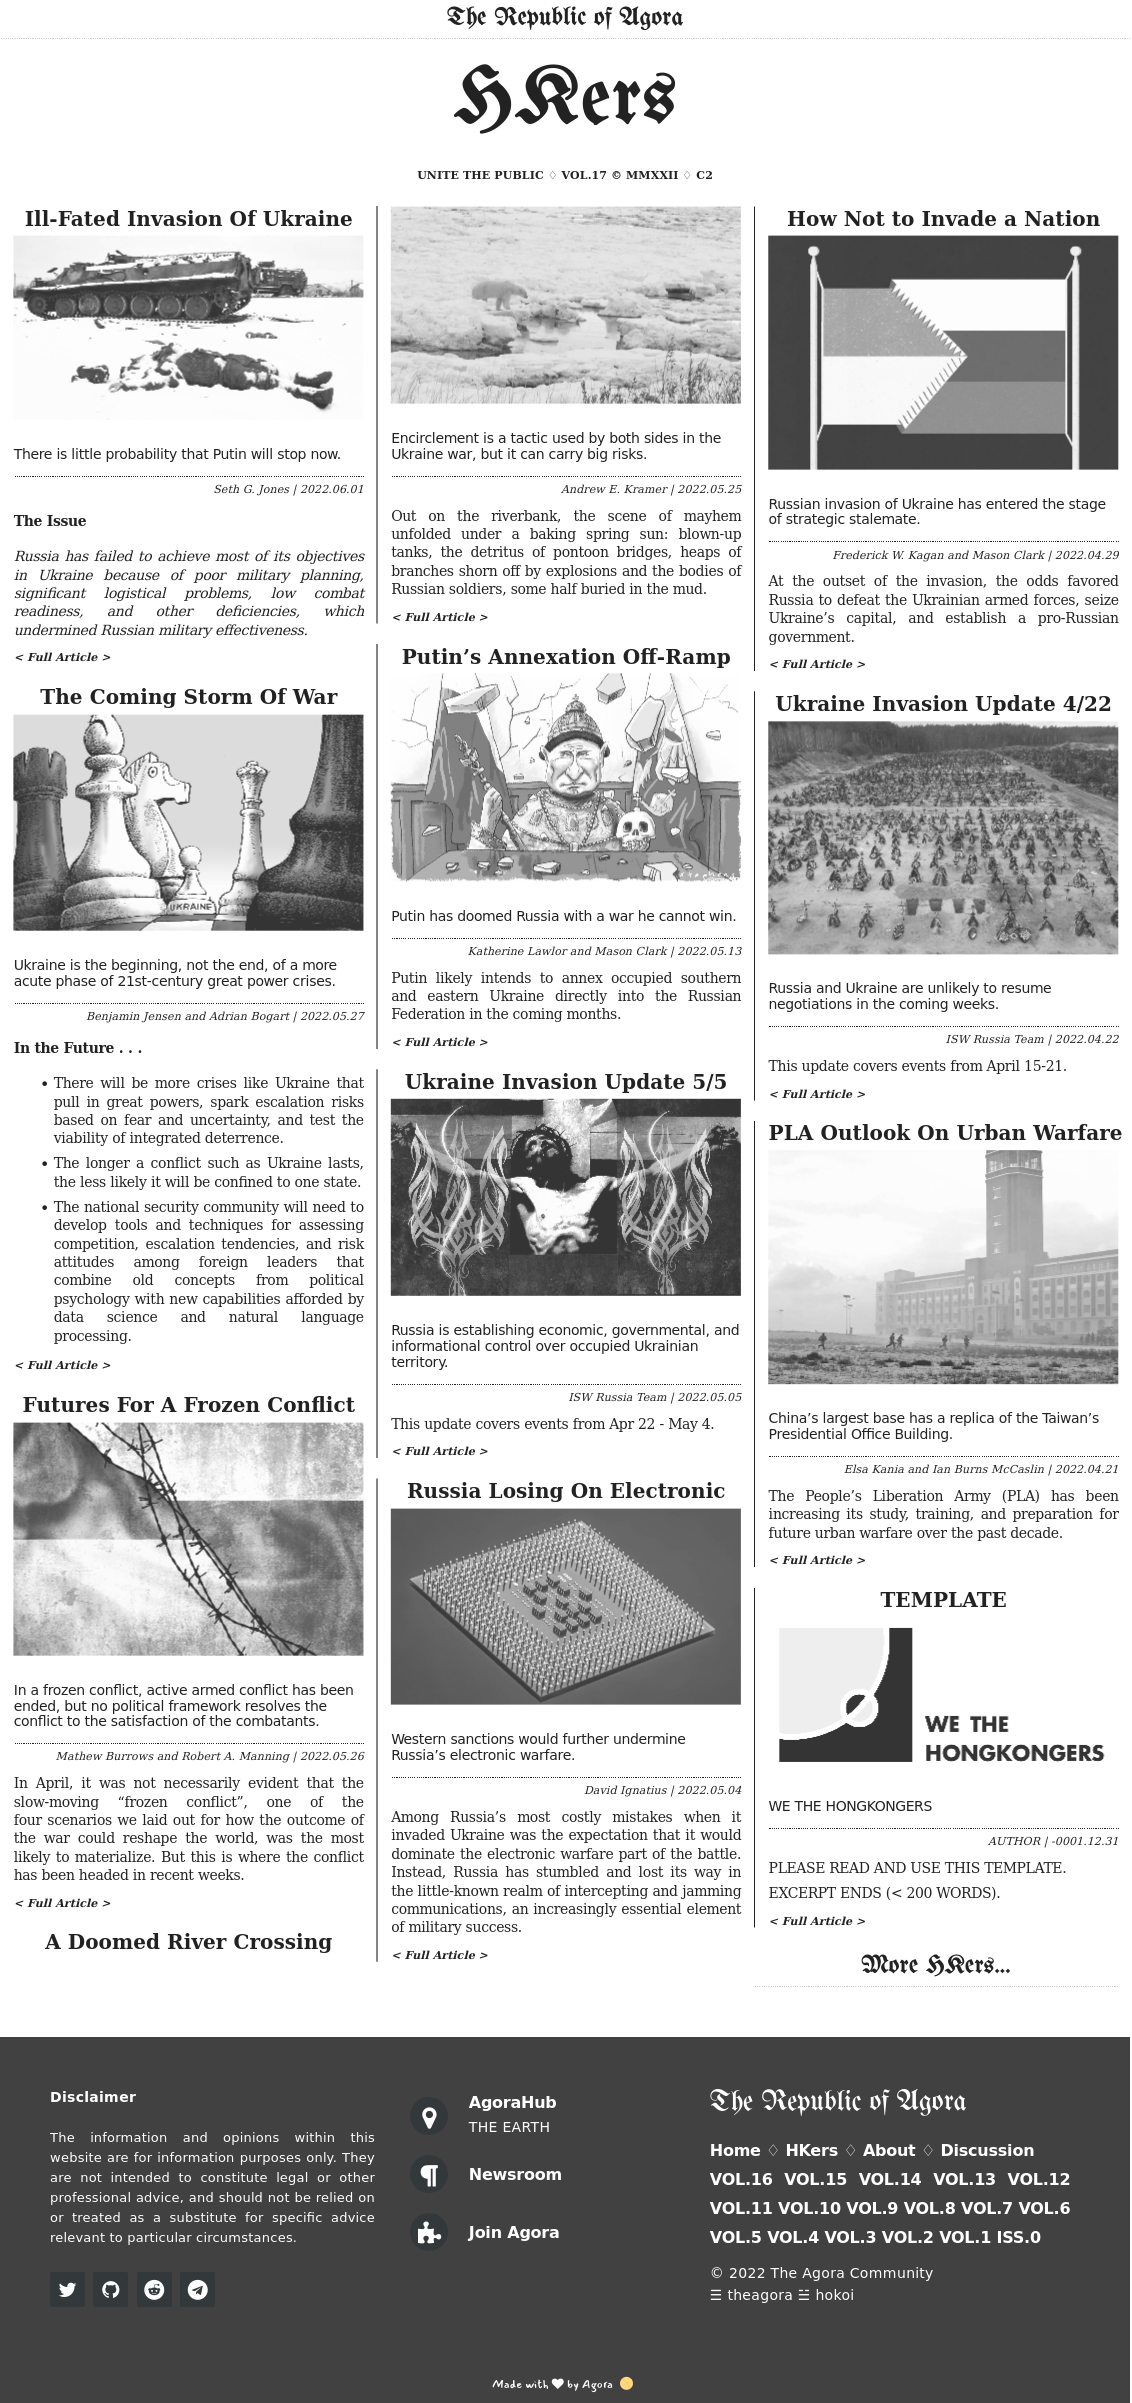 The Republic of Agora
HKers
UNITE THE PUBLIC ♢ VOL.17 © MMXXII ♢ C2
Ill-Fated Invasion Of Ukraine
There is little probability that Putin will stop now.
Seth G. Jones | 2022.06.01
The Issue
Russia has failed to achieve most of its objectives
in Ukraine because of poor military planning,
significant logistical problems, low combat
readiness, and other deficiencies, which
undermined Russian military effectiveness.
< Full Article >
The Coming Storm Of War
UKRAINE
Ukraine is the beginning, not the end, of a more
acute phase of 21st-century great power crises.
Benjamin Jensen and Adrian Bogart | 2022.05.27
In the Future . . .
• There will be more crises like Ukraine that
pull in great powers, spark escalation risks
based on fear and uncertainty, and test the
viability of integrated deterrence.
• The longer a conflict such as Ukraine lasts,
the less likely it will be confined to one state.
• The national security community will need to
develop tools and techniques for assessing
competition, escalation tendencies, and risk
attitudes among foreign leaders that
combine old concepts from political
psychology with new capabilities afforded by
data science and natural language
processing.
< Full Article >
Futures For A Frozen Conflict
In a frozen conflict, active armed conflict has been
ended, but no political framework resolves the
conflict to the satisfaction of the combatants.
Mathew Burrows and Robert A. Manning | 2022.05.26
In April, it was not necessarily evident that the
slow-moving “frozen conflict”, one of the
four scenarios we laid out for how the outcome of
the war could reshape the world, was the most
likely to materialize. But this is where the conflict
has been headed in recent weeks.
< Full Article >
A Doomed River Crossing
Encirclement is a tactic used by both sides in the
Ukraine war, but it can carry big risks.
Andrew E. Kramer | 2022.05.25
Out on the riverbank, the scene of mayhem
unfolded under a baking spring sun: blown-up
tanks, the detritus of pontoon bridges, heaps of
branches shorn off by explosions and the bodies of
Russian soldiers, some half buried in the mud.
< Full Article >
Putin’s Annexation Off-Ramp
Putin has doomed Russia with a war he cannot win.
Katherine Lawlor and Mason Clark | 2022.05.13
Putin likely intends to annex occupied southern
and eastern Ukraine directly into the Russian
Federation in the coming months.
< Full Article >
Ukraine Invasion Update 5/5
Russia is establishing economic, governmental, and
informational control over occupied Ukrainian
territory.
ISW Russia Team | 2022.05.05
This update covers events from Apr 22 - May 4.
< Full Article >
Russia Losing On Electronic
Western sanctions would further undermine
Russia’s electronic warfare.
David Ignatius | 2022.05.04
Among Russia’s most costly mistakes when it
invaded Ukraine was the expectation that it would
dominate the electronic warfare part of the battle.
Instead, Russia has stumbled and lost its way in
the little-known realm of intercepting and jamming
communications, an increasingly essential element
of military success.
< Full Article >
How Not to Invade a Nation
Russian invasion of Ukraine has entered the stage
of strategic stalemate.
Frederick W. Kagan and Mason Clark | 2022.04.29
At the outset of the invasion, the odds favored
Russia to defeat the Ukrainian armed forces, seize
Ukraine’s capital, and establish a pro-Russian
government.
< Full Article >
Ukraine Invasion Update 4/22
Russia and Ukraine are unlikely to resume
negotiations in the coming weeks.
ISW Russia Team | 2022.04.22
This update covers events from April 15-21.
< Full Article >
PLA Outlook On Urban Warfare
China’s largest base has a replica of the Taiwan’s
Presidential Office Building.
Elsa Kania and Ian Burns McCaslin | 2022.04.21
The People’s Liberation Army (PLA) has been
increasing its study, training, and preparation for
future urban warfare over the past decade.
< Full Article >
TEMPLATE
WE THE
HONGKONGERS
WE THE HONGKONGERS
AUTHOR | -0001.12.31
PLEASE READ AND USE THIS TEMPLATE.
EXCERPT ENDS (< 200 WORDS).
< Full Article >
More HKers...
Disclaimer
The information and opinions within this
website are for information purposes only. They
are not intended to constitute legal or other
professional advice, and should not be relied on
or treated as a substitute for specific advice
relevant to particular circumstances.
AgoraHub
THE EARTH
Newsroom
Join Agora
The Republic of Agora
Home ♢ HKers ♢ About ♢ Discussion
VOL.16 VOL.15 VOL.14 VOL.13 VOL.12
VOL.11 VOL.10 VOL.9 VOL.8 VOL.7 VOL.6
VOL.5 VOL.4 VOL.3 VOL.2 VOL.1 ISS.0
© 2022 The Agora Community
☰ theagora ☱ hokoi
Made with ♥ by Agora